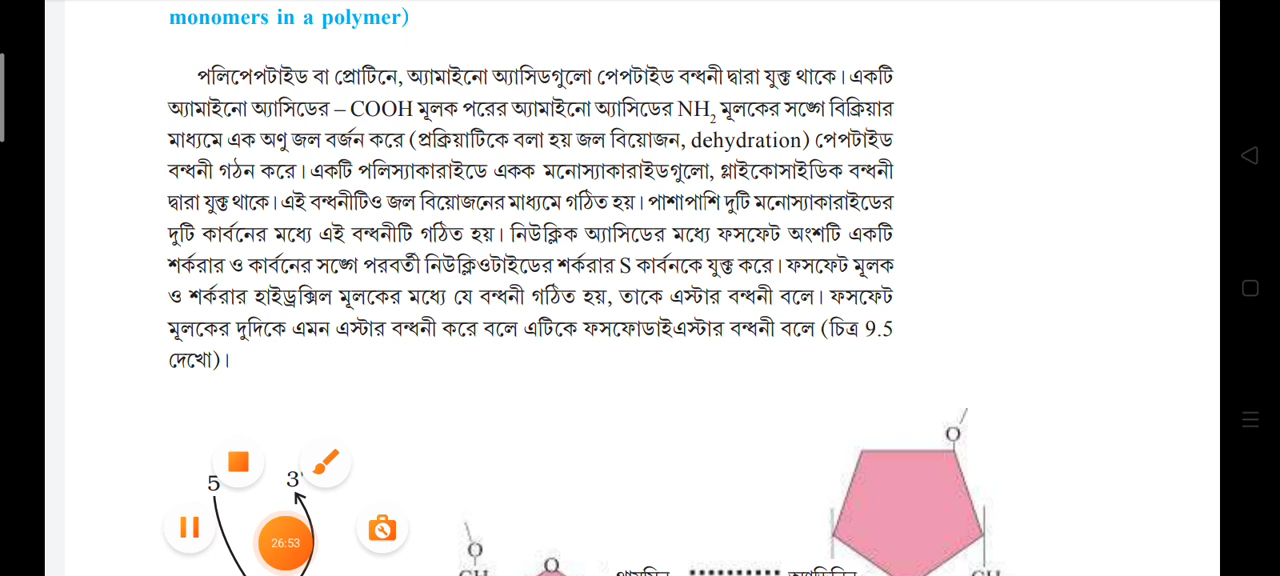 monomers in a polymer)
পলিপেপটাইড বা প্রোটিনে, অ্যামাইনো অ্যাসিডগুলো পেপটাইড বন্ধনী দ্বারা যুক্ত থাকে। একটি
অ্যামাইনো অ্যাসিডের – COOH মূলক পরের অ্যামাইনো অ্যাসিডের NH₂ মূলকের সঙ্গে বিক্রিয়ার
মাধ্যমে এক অণু জল বর্জন করে (প্রক্রিয়াটিকে বলা হয় জল বিয়োজন, dehydration) পেপটাইড
বন্ধনী গঠন করে। একটি পলিস্যাকারাইডে একক মনোস্যাকারাইডগুলো, গ্লাইকোসাইডিক বন্ধনী
দ্বারা যুক্ত থাকে। এই বন্ধনীটিও জল বিয়োজনের মাধ্যমে গঠিত হয়। পাশাপাশি দুটি মনোস্যাকারাইডের
দুটি কার্বনের মধ্যে এই বন্ধনীটি গঠিত হয়। নিউক্লিক অ্যাসিডের মধ্যে ফসফেট অংশটি একটি
শর্করার ও কার্বনের সঙ্গে পরবর্তী নিউক্লিওটাইডের শর্করার S কার্বনকে যুক্ত করে। ফসফেট মূলক
ও শর্করার হাইড্রক্সিল মূলকের মধ্যে যে বন্ধনী গঠিত হয়, তাকে এস্টার বন্ধনী বলে। ফসফেট
মূলকের দুদিকে এমন এস্টার বন্ধনী করে বলে এটিকে ফসফোডাইএস্টার বন্ধনী বলে (চিত্র 9.5
দেখো)।
O
5 3'
26:53
O
O